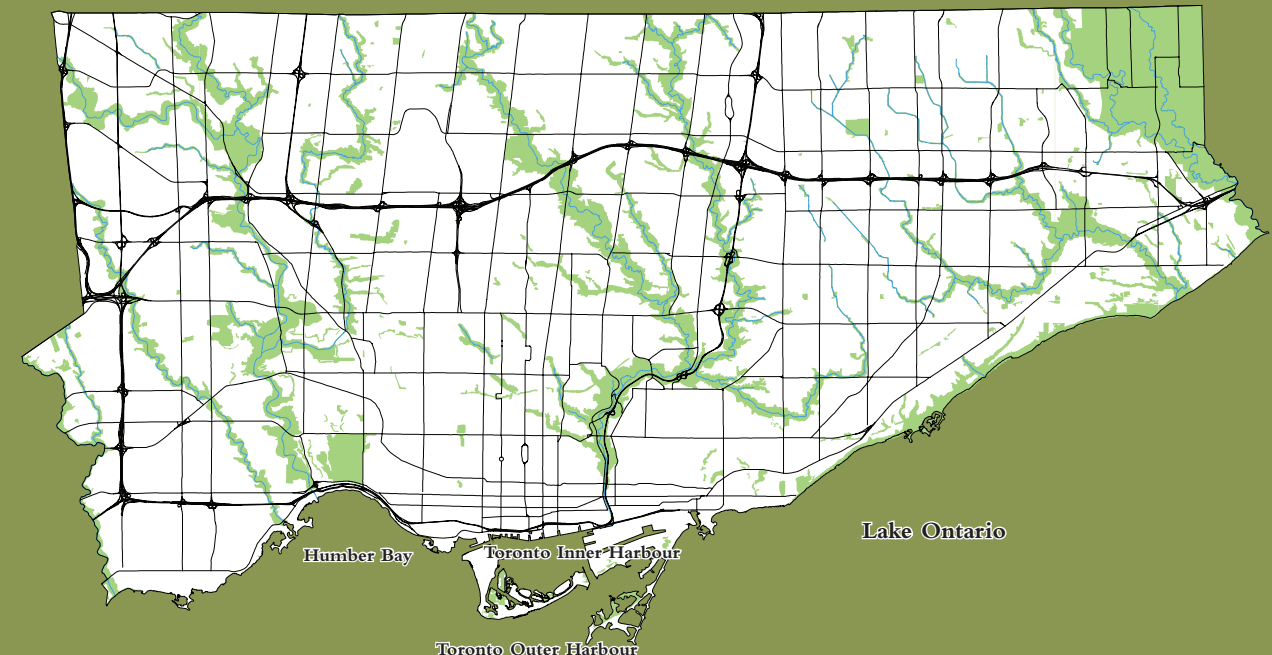 Lake Ontario
Humber Bay
Toronto Inner Harbour
Toronto Outer Harbour